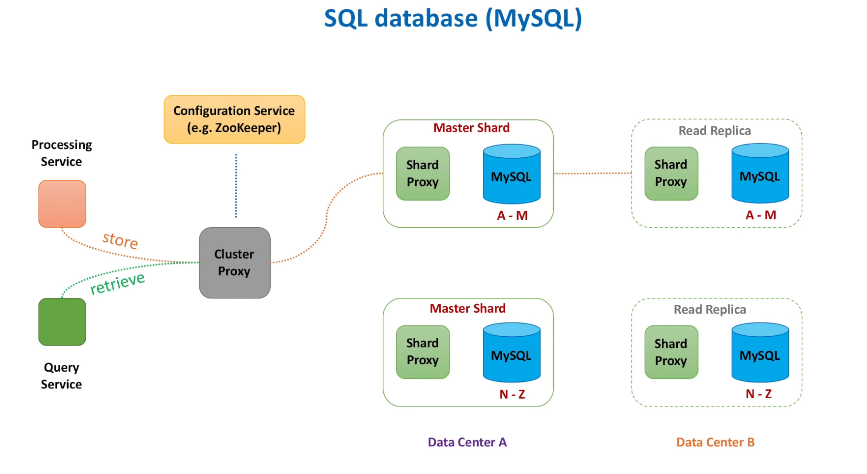 SQL database (MySQL)
Configuration Service
(e.g. ZooKeeper)
Processing
Service
store
retrieve
Cluster
Proxy
Query
Service
Master Shard
Shard
Proxy
MySQL
A - M
Read Replica
Shard
Proxy
MySQL
A - M
Master Shard
Shard
Proxy
MySQL
N - Z
Read Replica
Shard
Proxy
MySQL
N - Z
Data Center A
Data Center B